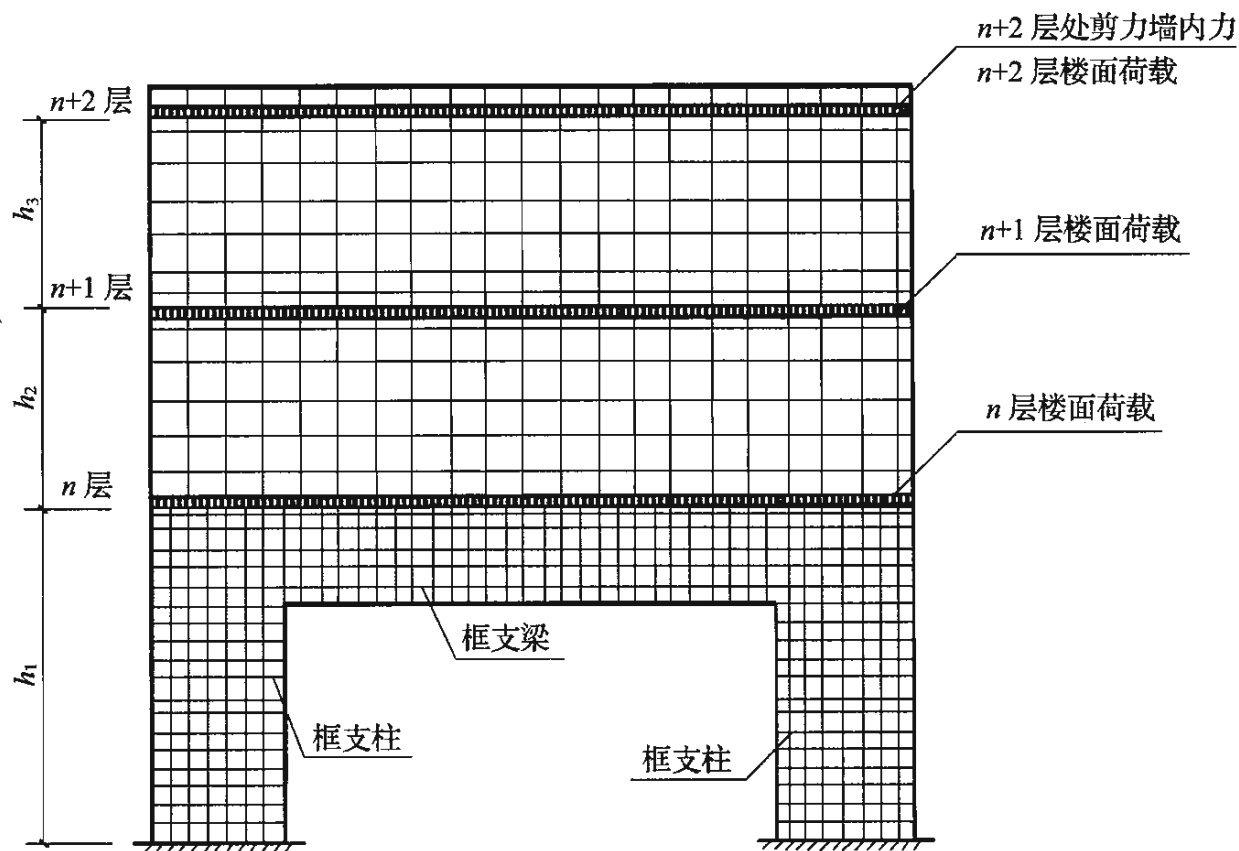 n+2 层处剪力墙内力
n+2 层楼面荷载
n+2 层
h₃
n+1 层楼面荷载
n+1 层
h₂
n 层楼面荷载
n 层
框支梁
h₁
框支柱
框支柱